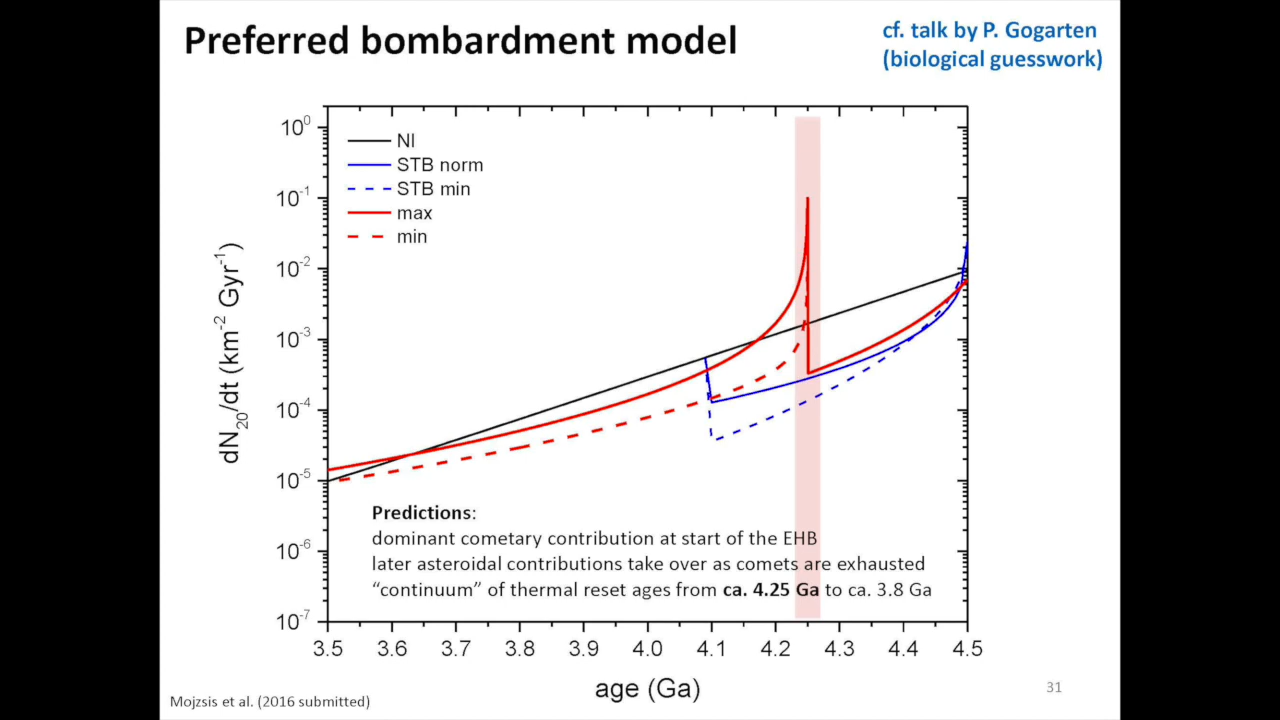 Preferred bombardment model
cf. talk by P. Gogarten
(biological guesswork)
NI
STB norm
STB min
max
min
10⁰
10⁻¹
10⁻²
10⁻³
10⁻⁴
10⁻⁵
10⁻⁶
10⁻⁷
dN₂₀/dt (km⁻² Gyr⁻¹)
Predictions:
dominant cometary contribution at start of the EHB
later asteroidal contributions take over as comets are exhausted
“continuum” of thermal reset ages from ca. 4.25 Ga to ca. 3.8 Ga
3.5 3.6 3.7 3.8 3.9 4.0 4.1 4.2 4.3 4.4 4.5
age (Ga)
Mojzsis et al. (2016 submitted)
31